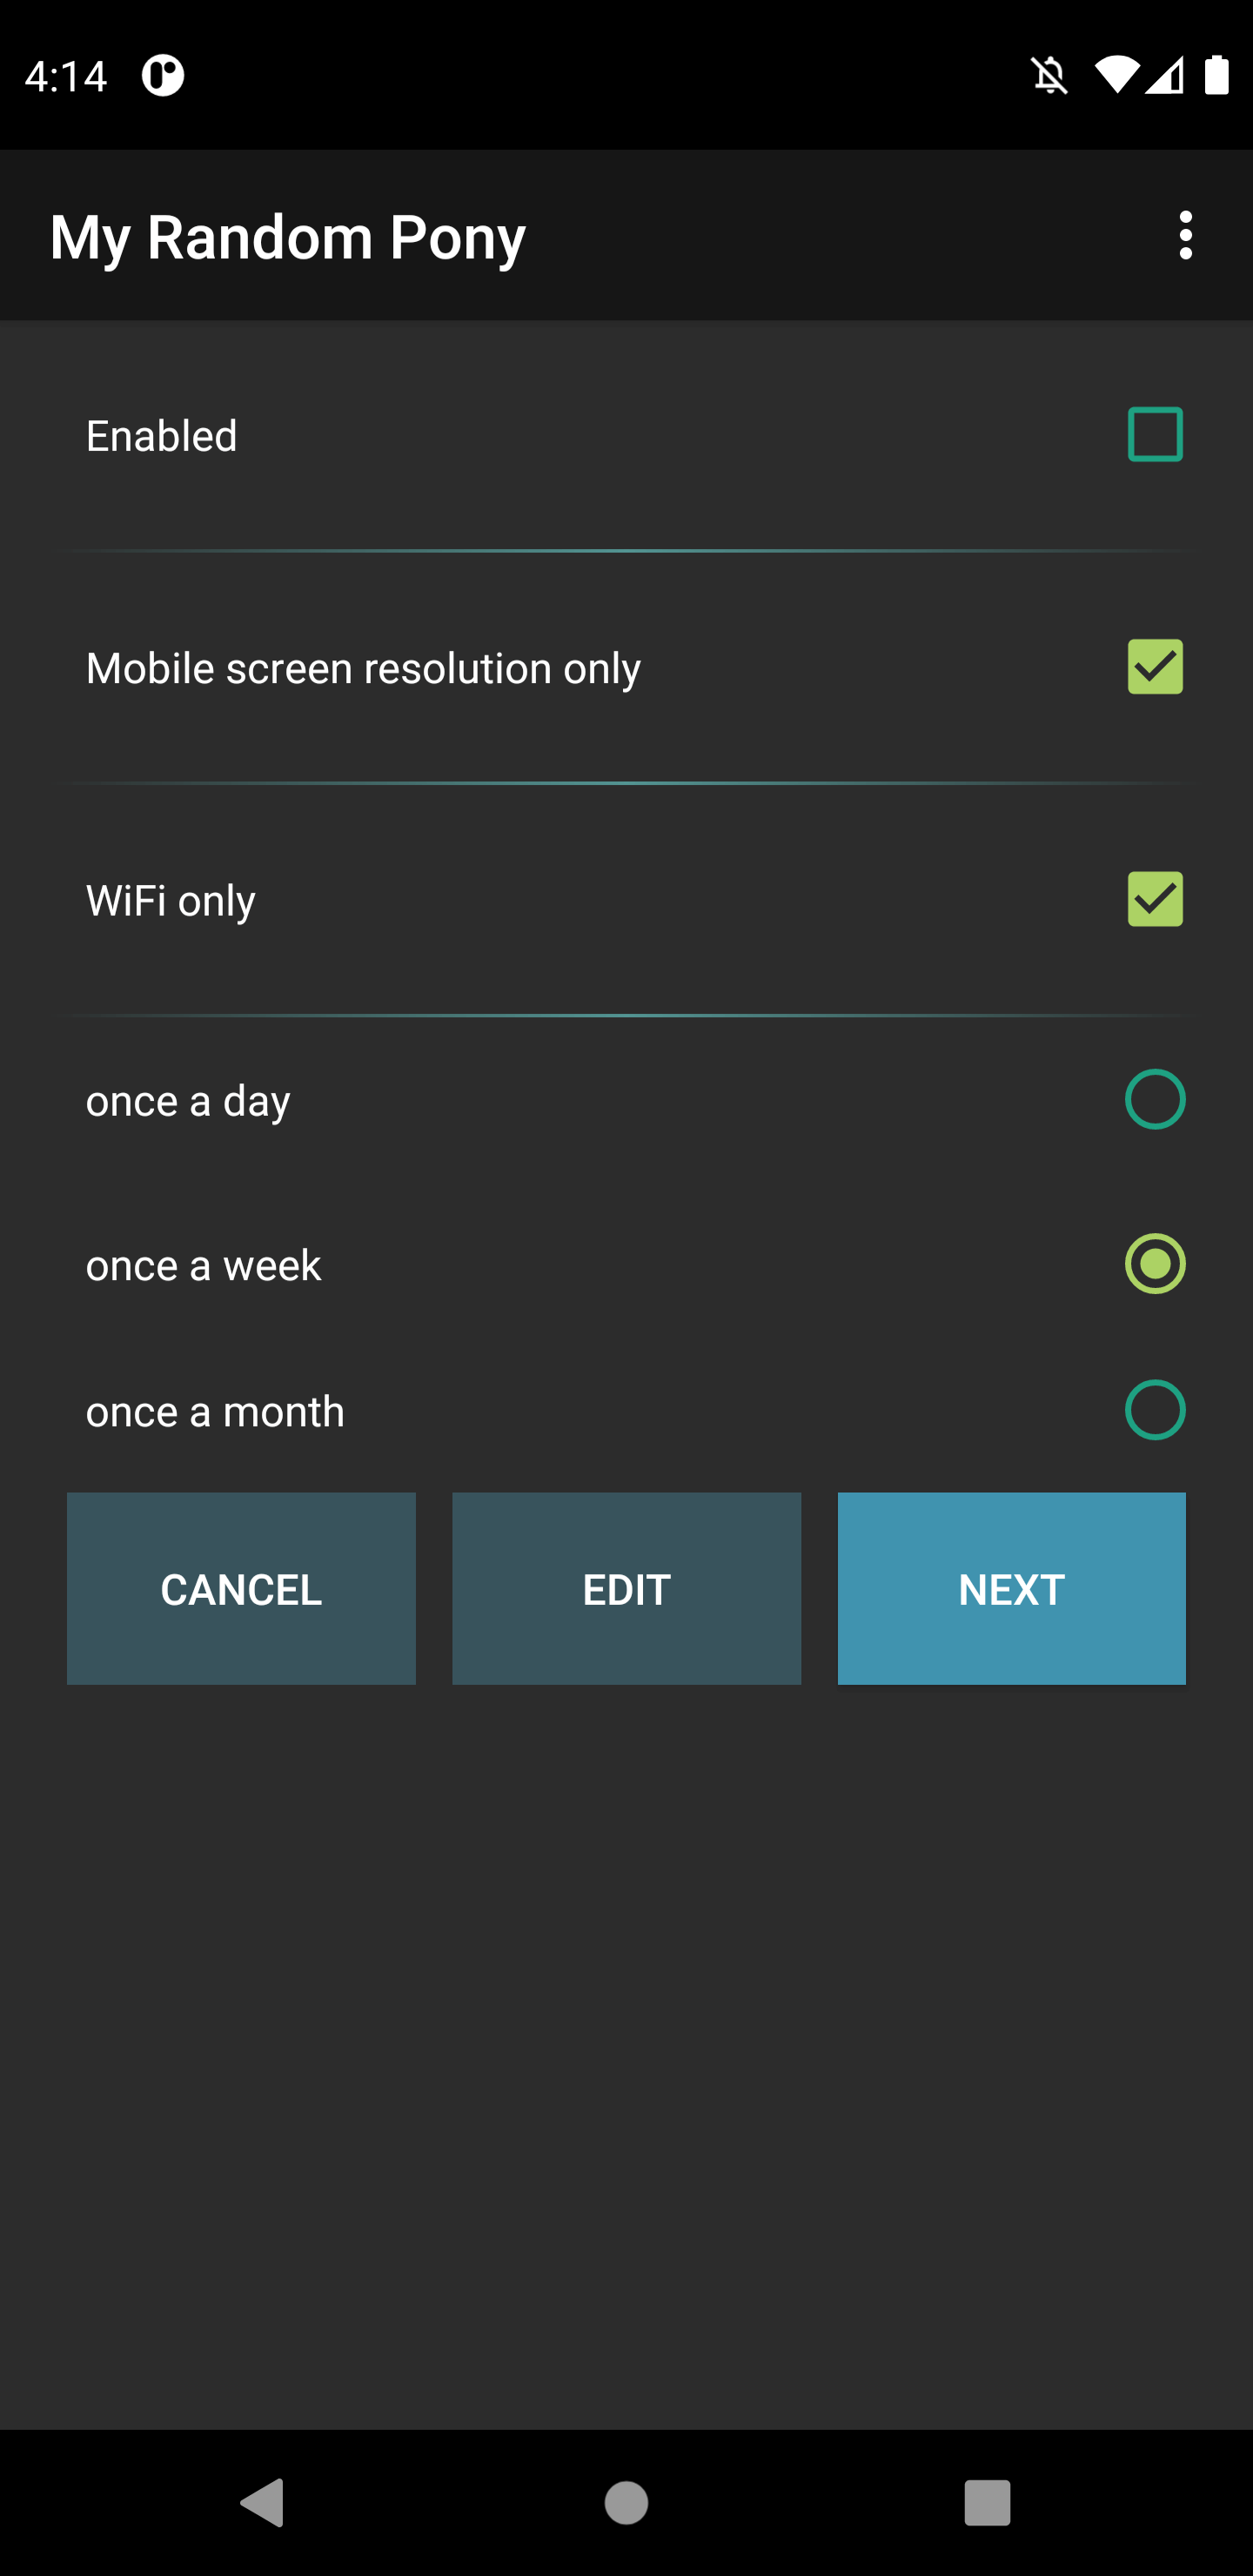 4:14
My Random Pony
Enabled
Mobile screen resolution only
WiFi only
once a day
once a week
once a month
CANCEL EDIT NEXT